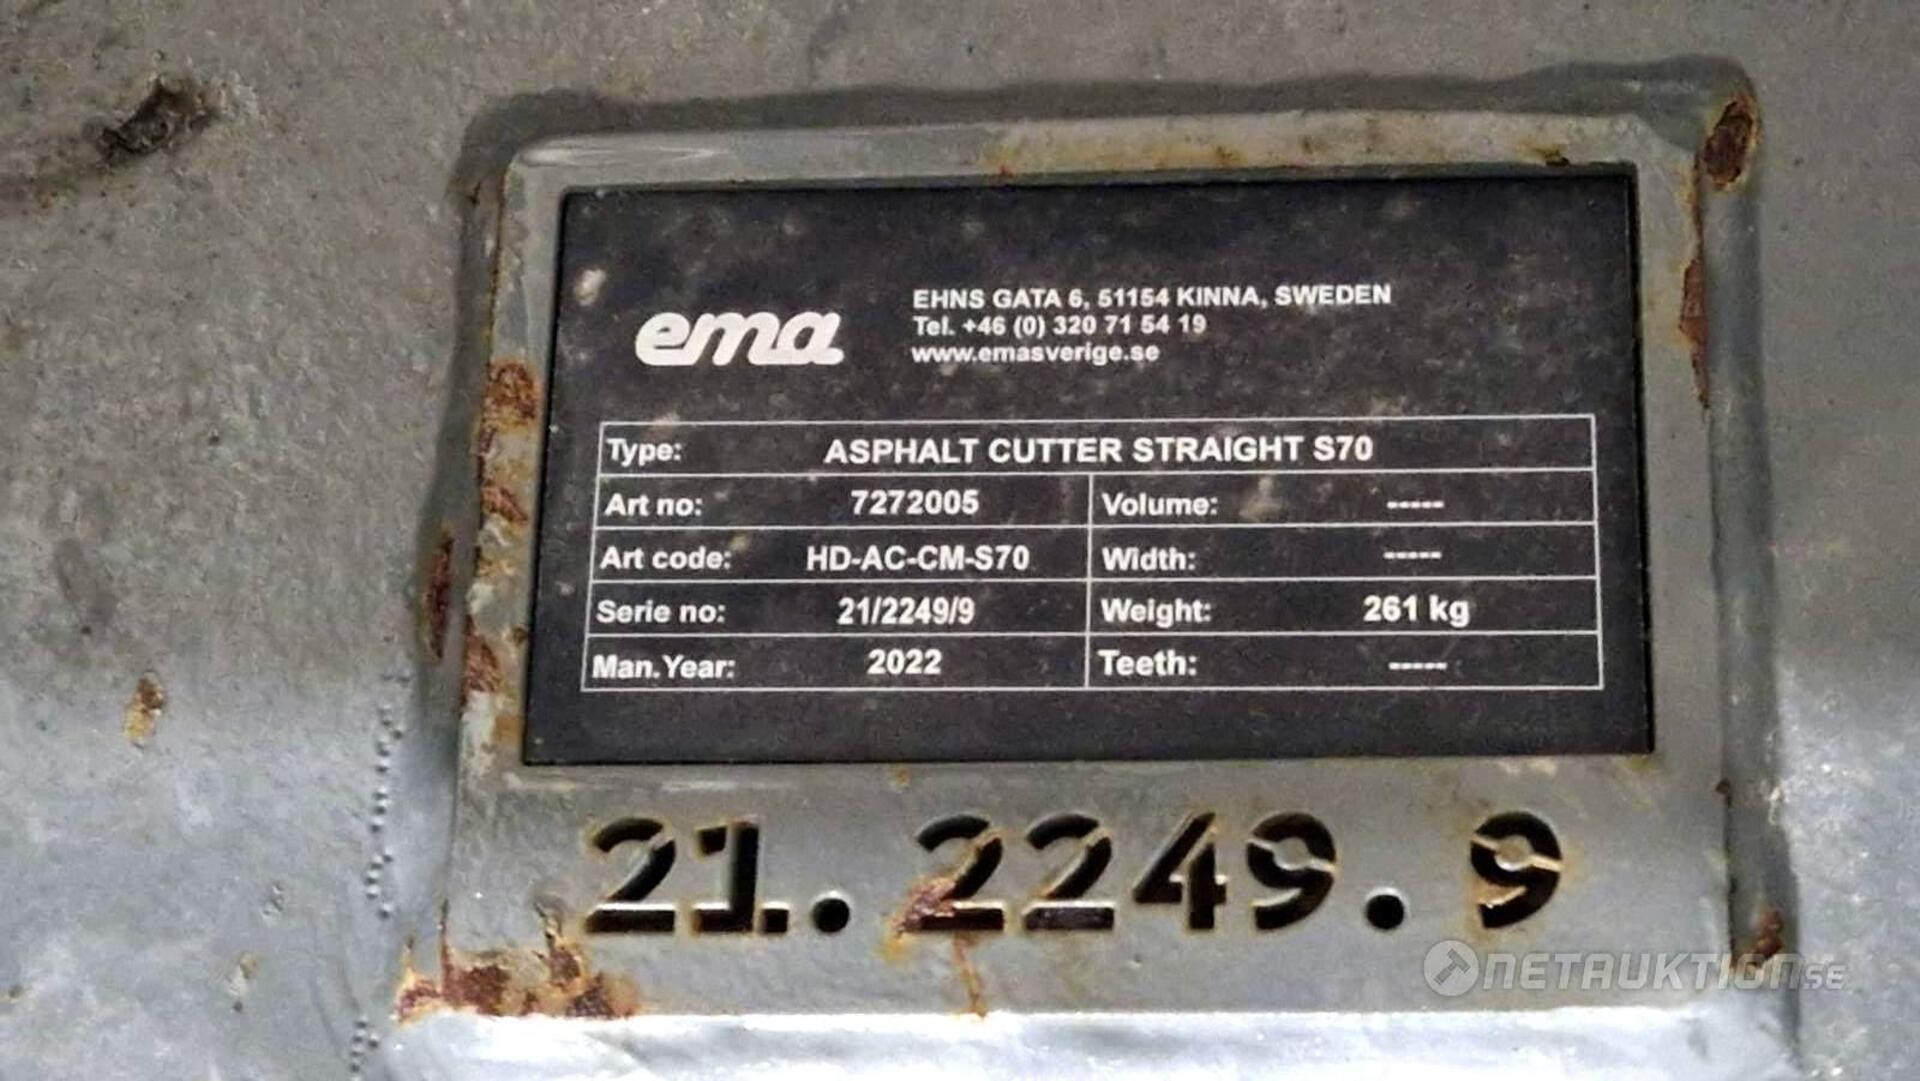 ema
EHNS GATA 6, 51154 KINNA, SWEDEN
Tel. +46 (0) 320 71 54 19
www.emasverige.se
Type: ASPHALT CUTTER STRAIGHT S70
Art no: 7272005 Volume: -----
Art code: HD-AC-CM-S70 Width: -----
Serie no: 21/2249/9 Weight: 261 kg
Man.Year: 2022 Teeth: -----
21.2249.9
NETAUKTION.SE